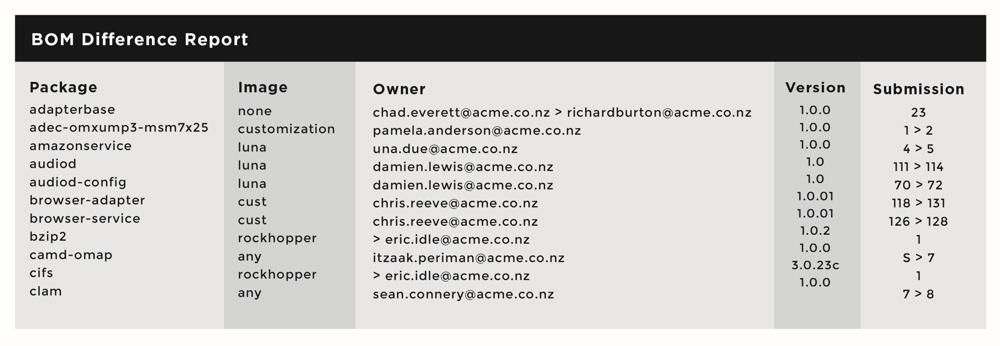 BOM Difference Report
Package Image Owner Version Submission
adapterbase none chad.everett@acme.co.nz > richardburton@acme.co.nz 1.0.0 23
adec-omxump3-msm7x25 customization pamela.anderson@acme.co.nz 1.0.0 1 > 2
amazonservice luna una.due@acme.co.nz 1.0.0 4 > 5
audiod luna damien.lewis@acme.co.nz 1.0 111 > 114
audiod-config luna damien.lewis@acme.co.nz 1.0 70 > 72
browser-adapter cust chris.reeve@acme.co.nz 1.0.01 118 > 131
browser-service cust chris.reeve@acme.co.nz 1.0.01 126 > 128
bzip2 rockhopper > eric.idle@acme.co.nz 1.0.2 1
camd-omap any itzaak.periman@acme.co.nz 1.0.0 S > 7
cifs rockhopper > eric.idle@acme.co.nz 3.0.23c 1
clam any sean.connery@acme.co.nz 1.0.0 7 > 8